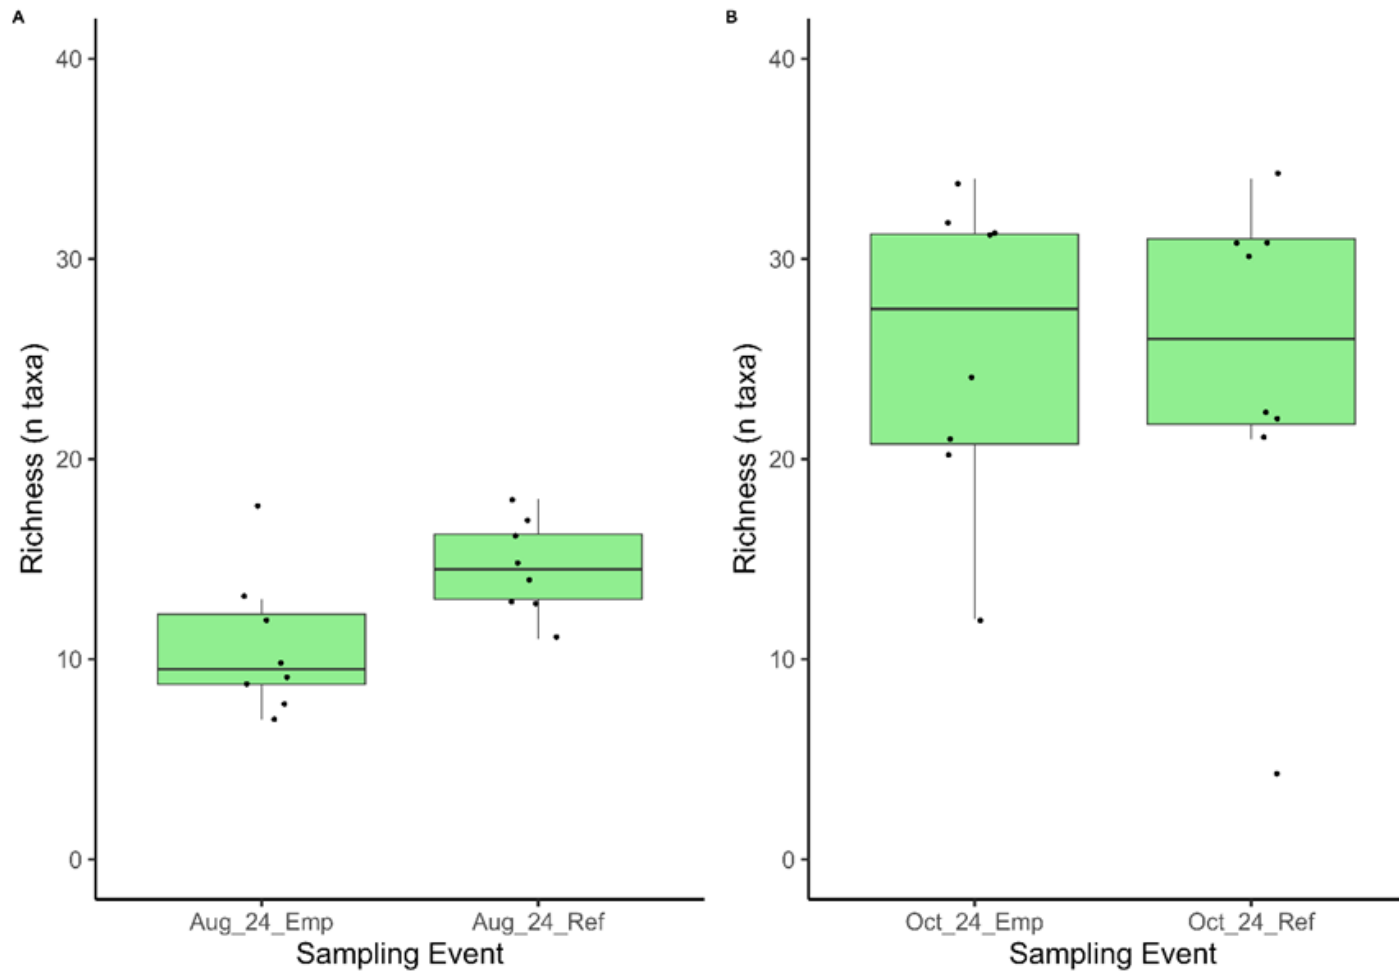 A
40
30
20
10
0
Richness (n taxa)
Aug_24_Emp
Aug_24_Ref
Sampling Event
B
40
30
20
10
0
Richness (n taxa)
Oct_24_Emp
Oct_24_Ref
Sampling Event